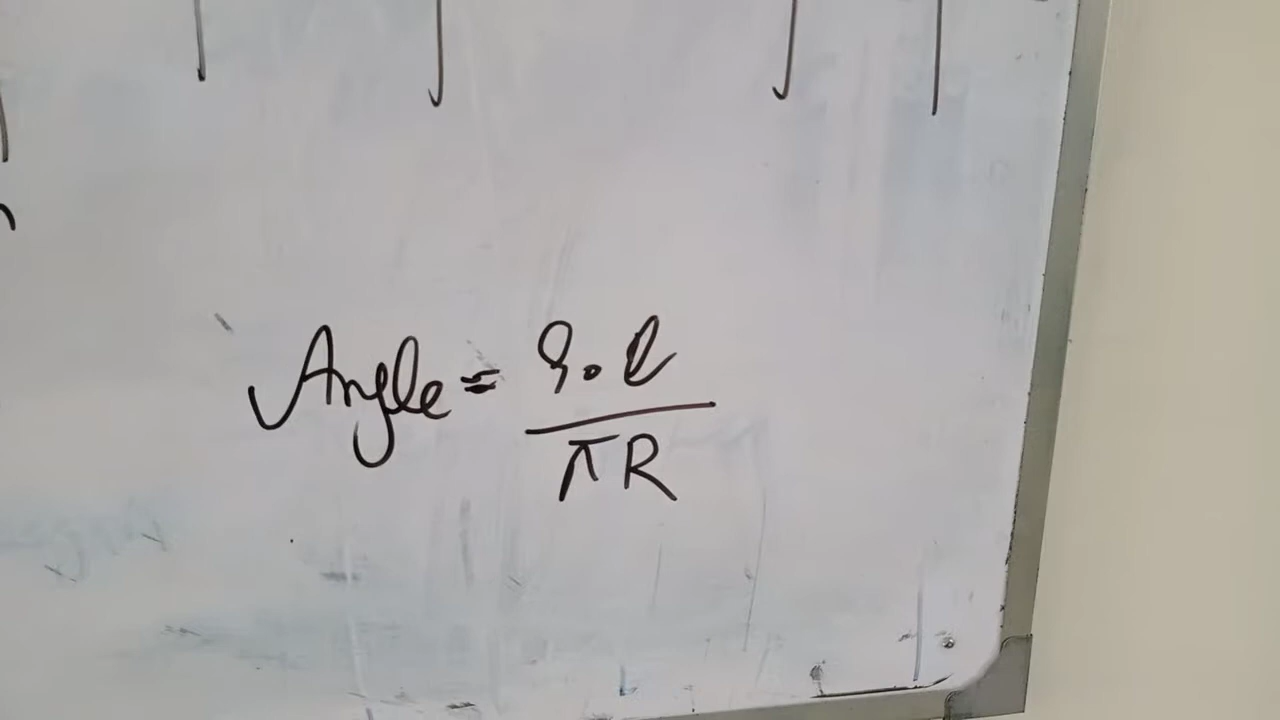 Angle = 90 ℓ
πR